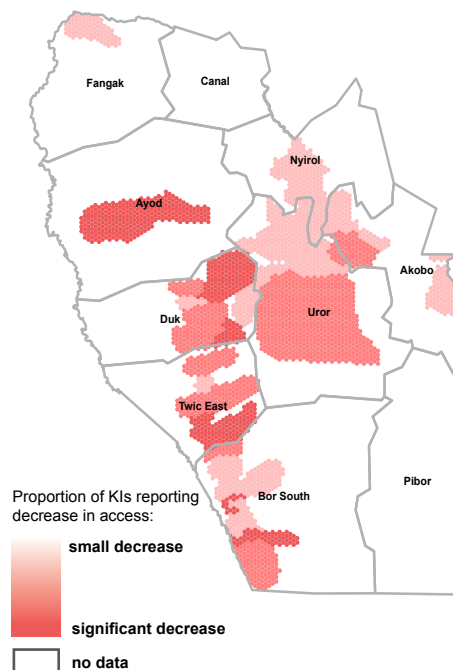 Fangak
Canal
Nyirol
Ayod
Akobo
Duk
Uror
Twic East
Pibor
Bor South
Proportion of KIs reporting
decrease in access:
small decrease
significant decrease
no data